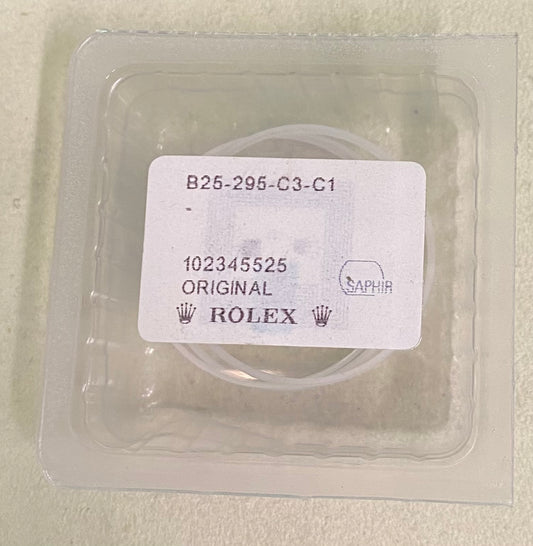 B25-295-C3-C1
-
102345525
ORIGINAL
SAPHIR
ROLEX